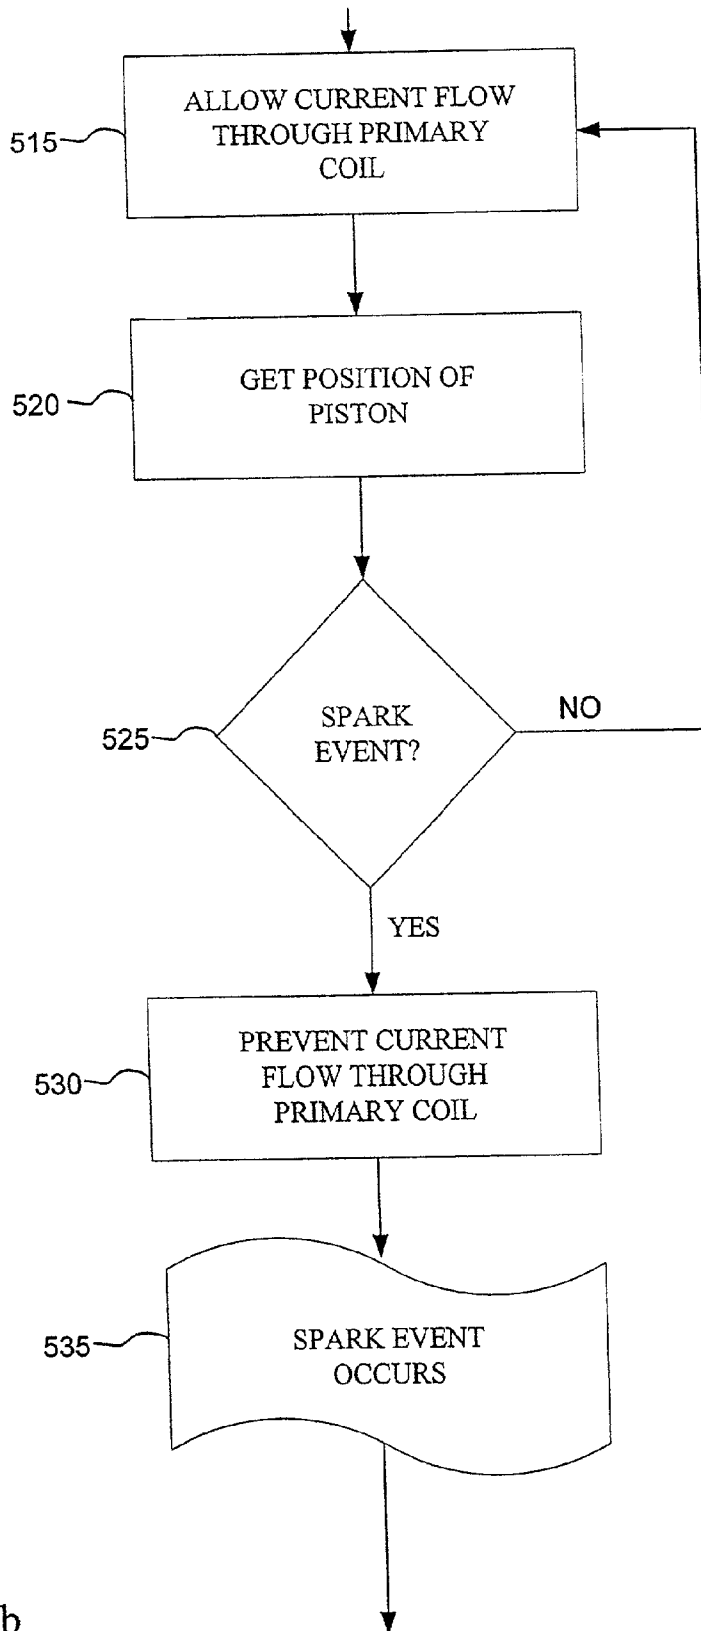 ALLOW CURRENT FLOW
THROUGH PRIMARY
COIL
515
GET POSITION OF
PISTON
520
SPARK
EVENT?
525
NO
YES
PREVENT CURRENT
FLOW THROUGH
PRIMARY COIL
530
SPARK EVENT
OCCURS
535
b